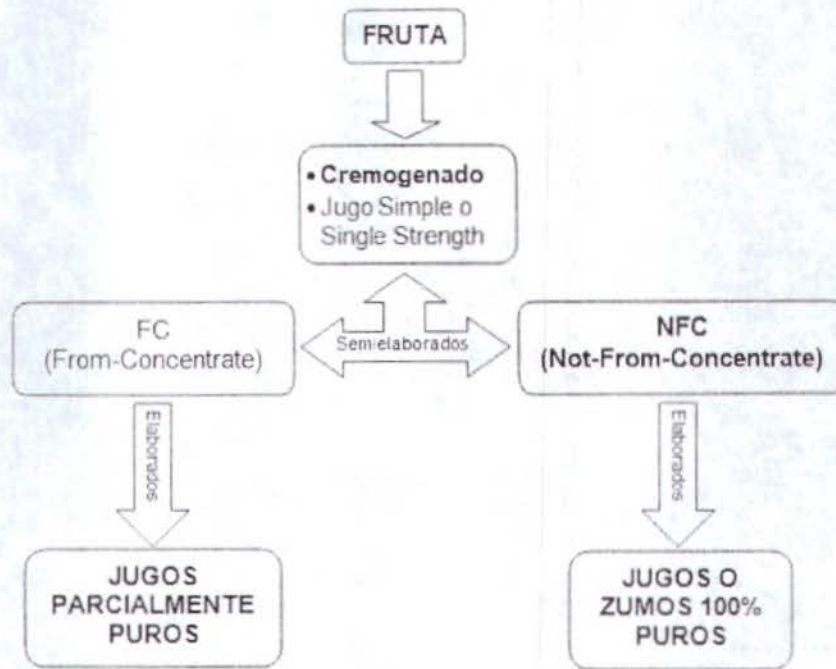 FRUTA
• Cremogenado
• Jugo Simple o
Single Strength
FC
(From-Concentrate)
Semielaborados
NFC
(Not-From-Concentrate)
Elaborados
Elaborados
JUGOS
PARCIALMENTE
PUROS
JUGOS O
ZUMOS 100%
PUROS